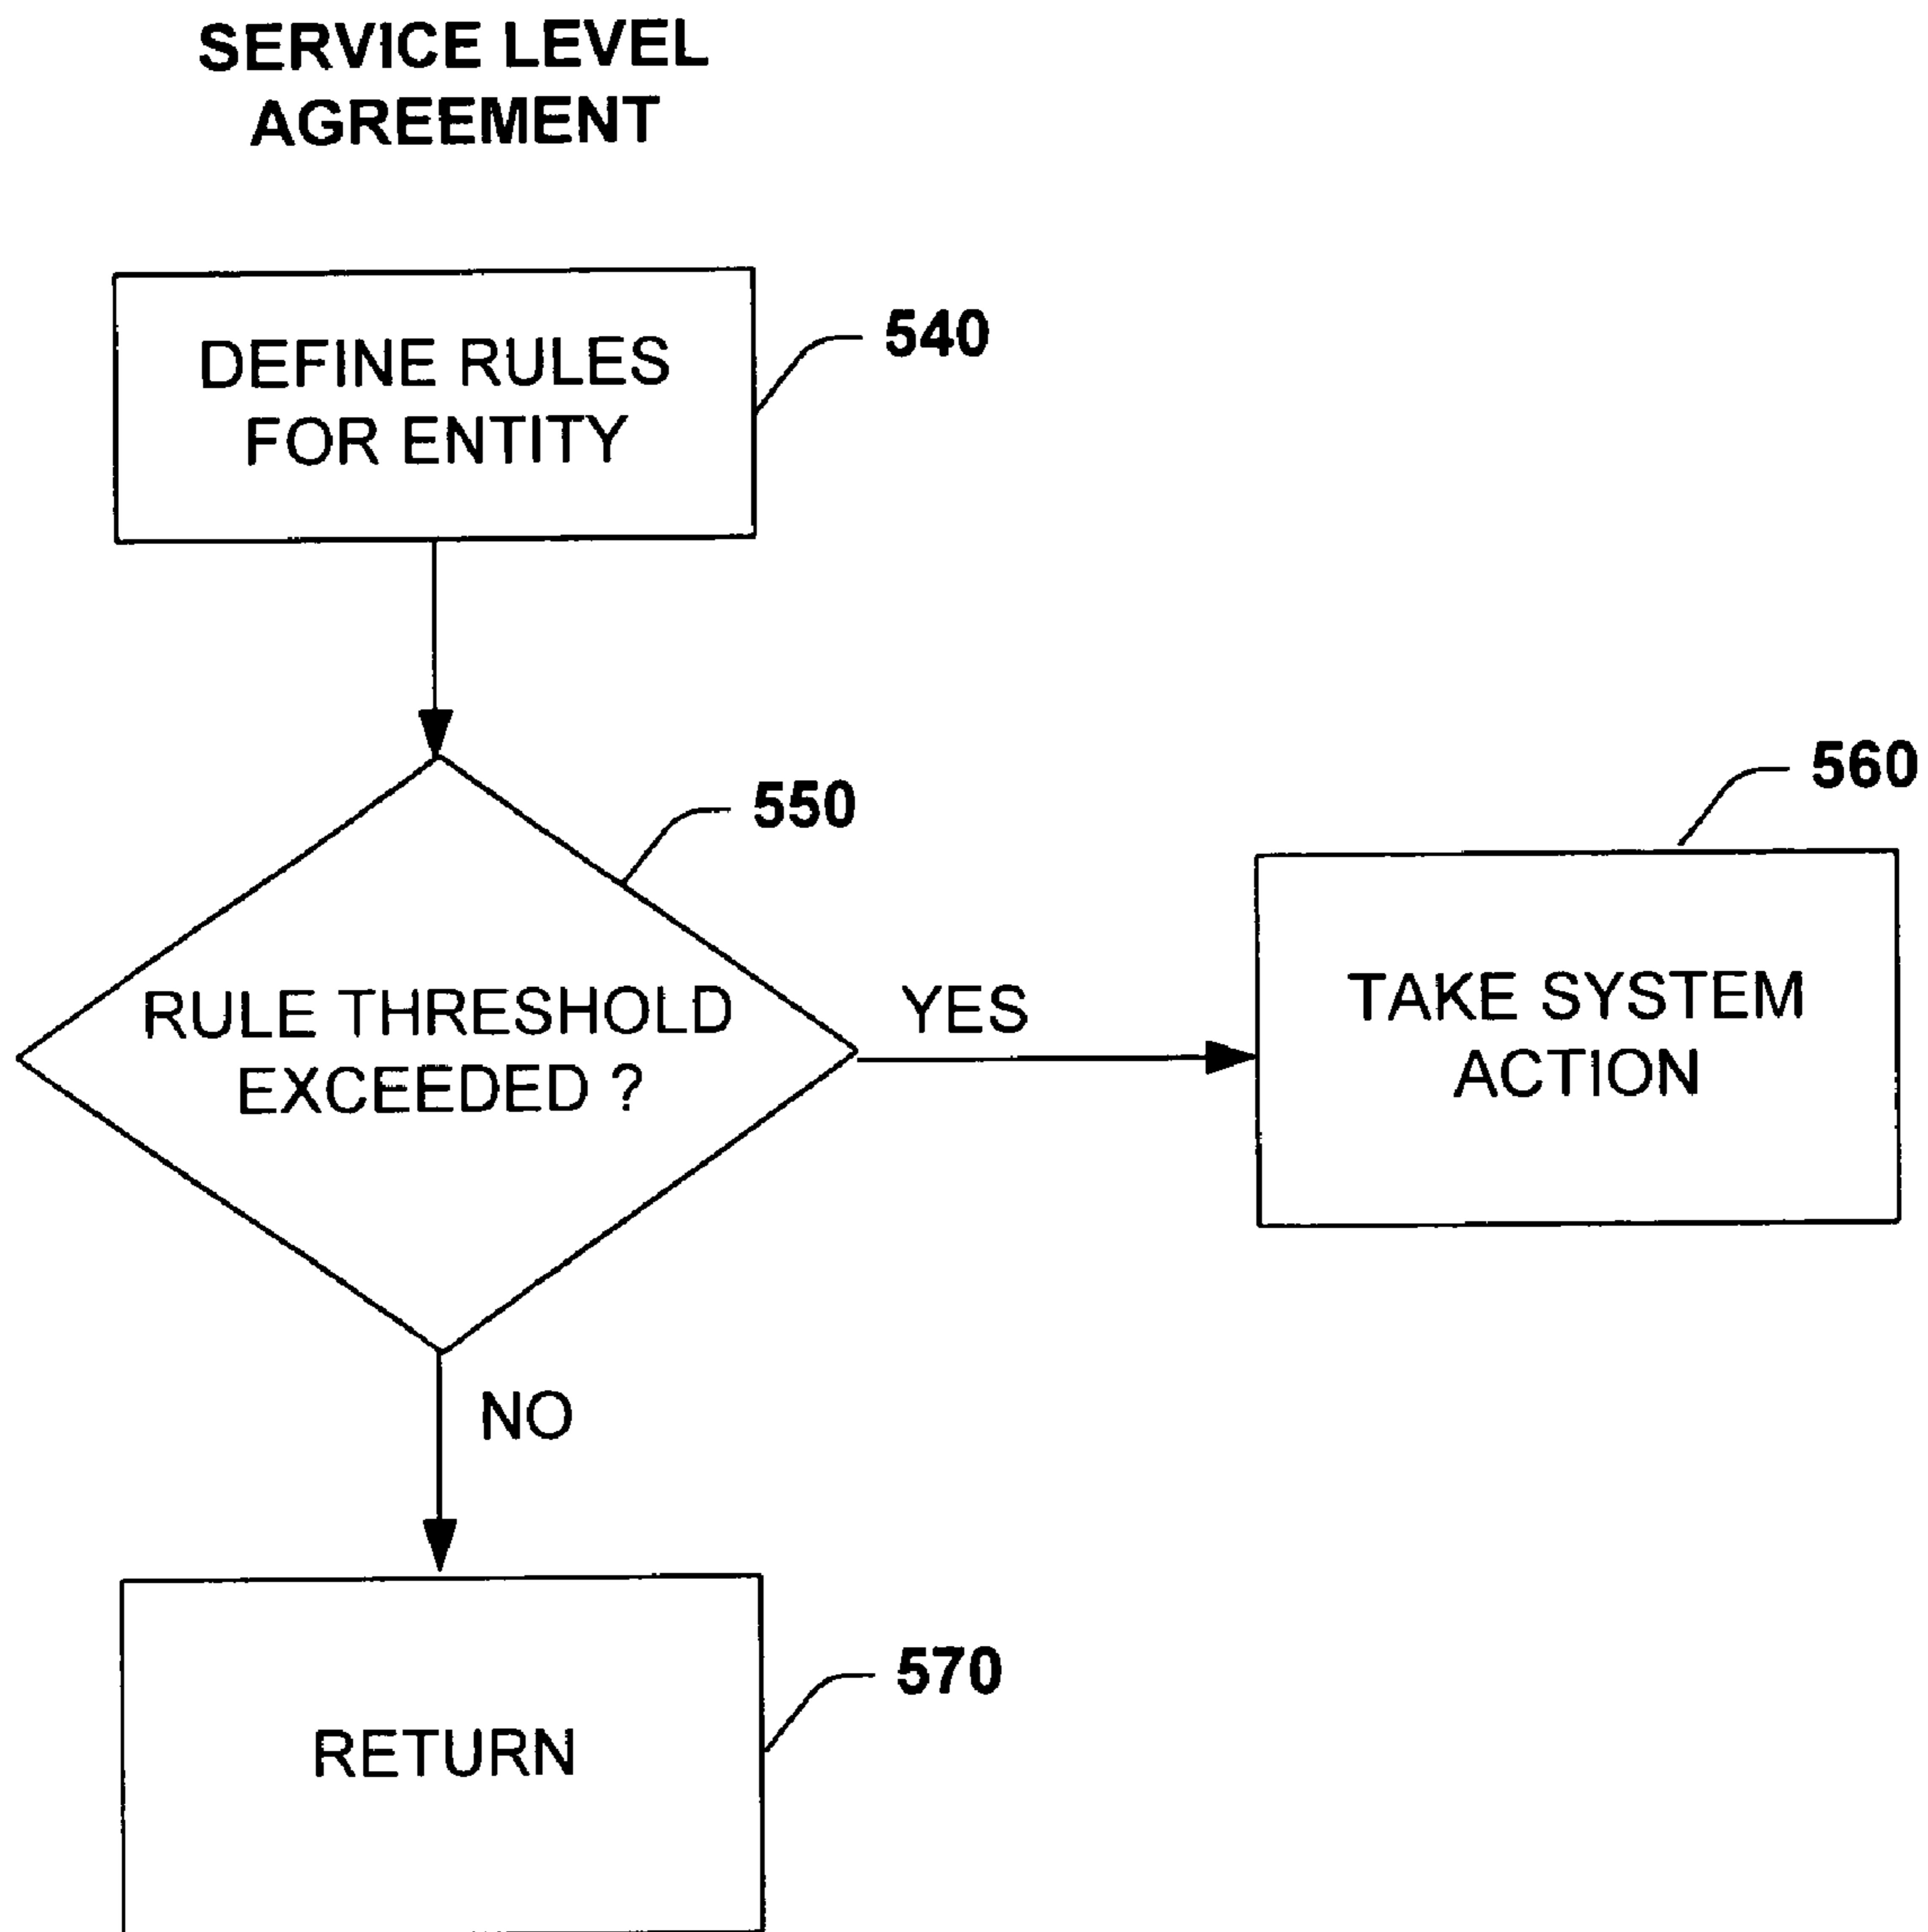 SERVICE LEVEL
AGREEMENT
DEFINE RULES
FOR ENTITY
540
550
RULE THRESHOLD
EXCEEDED ?
YES
560
TAKE SYSTEM
ACTION
NO
570
RETURN